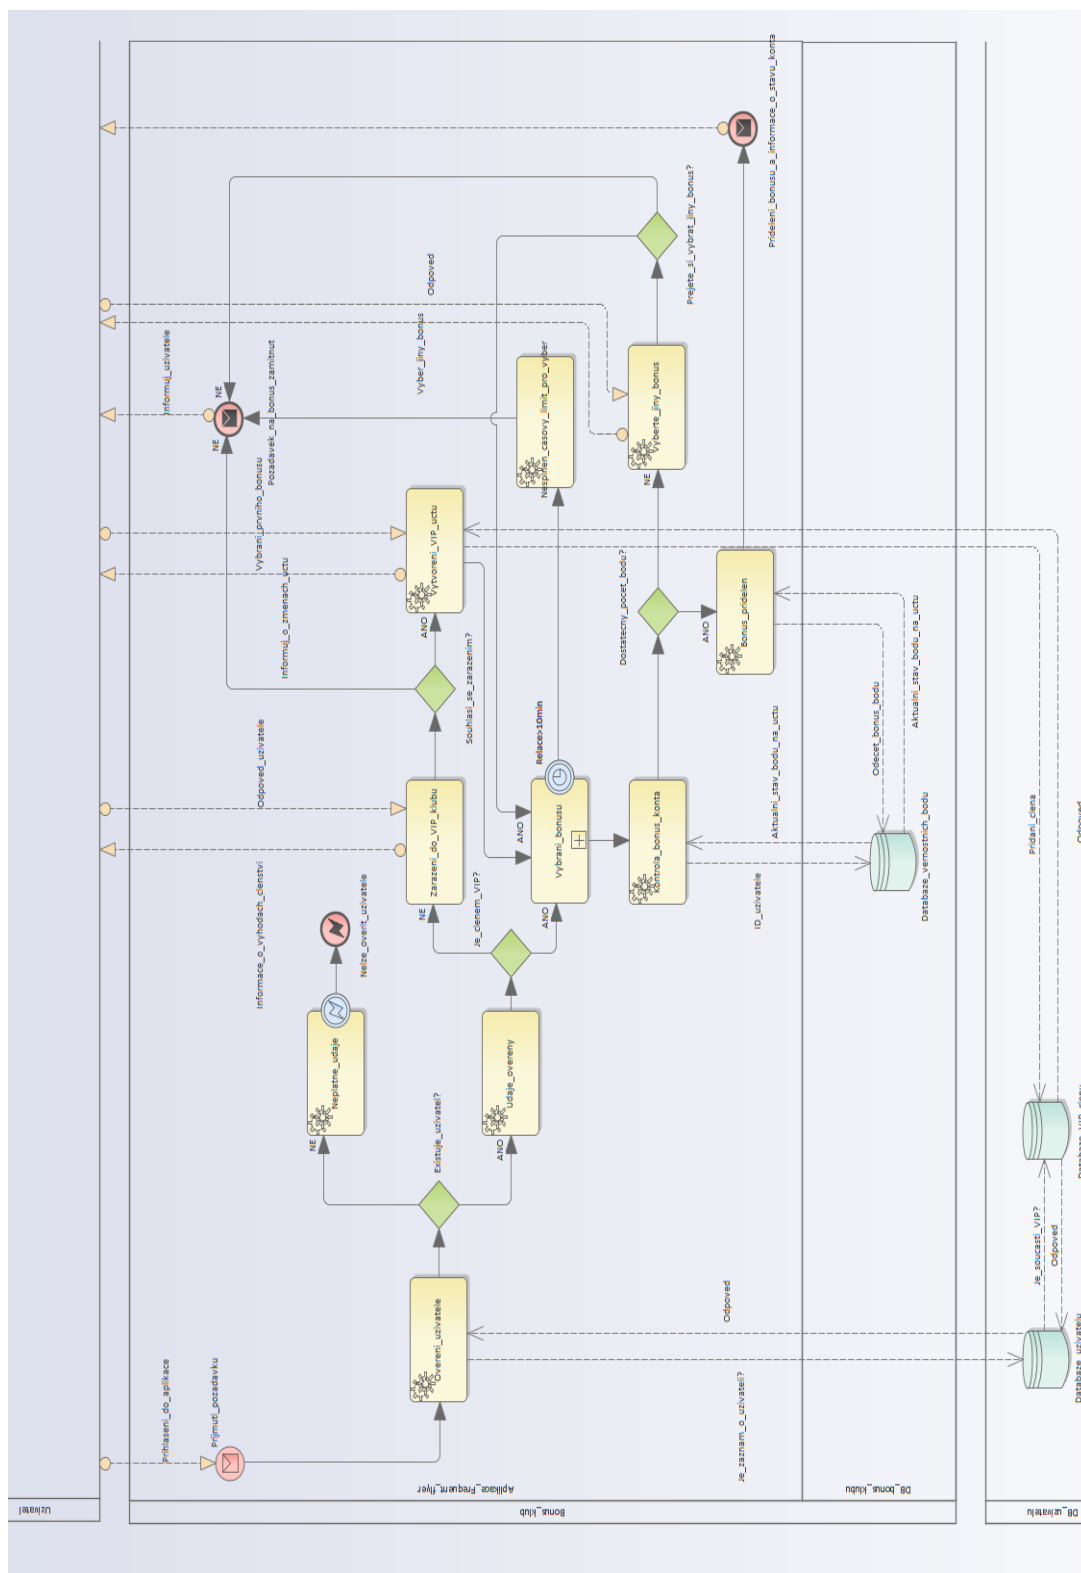 Uzivatel
Bonus_klub
Aplikace_Frequent_flyer
DB_bonus_klubu
DB_uzivatelu
Prihlaseni_do_aplikace
Prijmuti_pozadavku
Overeni_uzivatele
Je_zaznam_o_uzivateli?
Odpoved
Existuje_uzivatel?
NE
ANO
Neplatne_udaje
Nelze_overit_uzivatele
Udaje_overeny
Je_clenem_VIP?
NE
ANO
Informace_o_vyhodach_clenstvi
Odpoved_uzivatele
Zarazeni_do_VIP_klubu
Souhlasi_se_zarazenim?
NE
ANO
Informuj_o_zmenach_uctu
Vybrani_prvniho_bonusu
Vytvoreni_VIP_uctu
Pozadavek_na_bonus_zamitnut
Informuj_uzivatele
NE
Vybrani_bonusu
ANO
Relace>10min
Nesplnen_casovy_limit_pro_vyber
Kontrola_bonus_konta
ID_uzivatele
Aktualni_stav_bodu_na_uctu
Dostatecny_pocet_bodu?
NE
ANO
Vyberte_jiny_bonus
Vyber_jiny_bonus
Odpoved
Prejete_si_vybrat_jiny_bonus?
Bonus_pridelen
Odecet_bonus_bodu
Aktualni_stav_bodu_na_uctu
Prideleni_bonusu_a_informace_o_stavu_konta
Databaze_vernostnich_bodu
Databaze_uzivatelu
Je_soucasti_VIP?
Odpoved
Pridani_clena
Odpoved